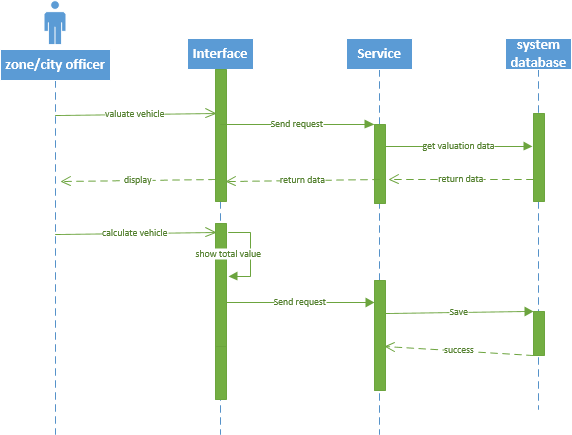 zone/city officer
Interface
Service
system
database
valuate vehicle
Send request
get valuation data
display
return data
return data
calculate vehicle
show total value
Send request
Save
success